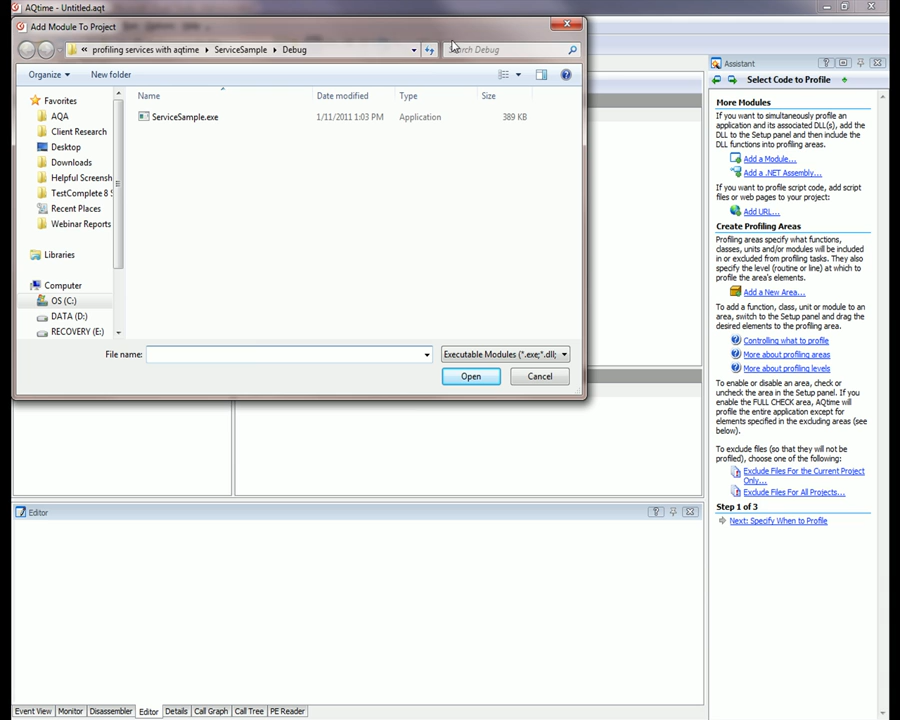 AQtime - Untitled.aqt
Add Module To Project
« profiling services with aqtime ▸ ServiceSample ▸ Debug
Search Debug
Organize
New folder
Favorites
AQA
Client Research
Desktop
Downloads
Helpful Screensh
TestComplete 8 S
Recent Places
Webinar Reports
Libraries
Computer
OS (C:)
DATA (D:)
RECOVERY (E:)
Name Date modified Type Size
ServiceSample.exe 1/11/2011 1:03 PM Application 389 KB
File name:
Executable Modules (*.exe;*.dll;
Open Cancel
Assistant
Select Code to Profile
More Modules
If you want to simultaneously profile an
application and its associated DLL(s), add the
DLL to the Setup panel and then include the
DLL functions into profiling areas.
Add a Module...
Add a .NET Assembly...
If you want to profile script code, add script
files or web pages to your project:
Add URL...
Create Profiling Areas
Profiling areas specify what functions,
classes, units and/or modules will be included
in or excluded from profiling tasks. They also
specify the level (routine or line) at which to
profile the area's elements.
Add a New Area...
To add a function, class, unit or module to an
area, switch to the Setup panel and drag the
desired elements to the profiling area.
Controlling what to profile
More about profiling areas
More about profiling levels
To enable or disable an area, check or
uncheck the area in the Setup panel. If you
enable the FULL CHECK area, AQtime will
profile the entire application except for
elements specified in the excluding areas (see
below).
To exclude files (so that they will not be
profiled), choose one of the following:
Exclude Files For the Current Project
Only...
Exclude Files For All Projects...
Step 1 of 3
Next: Specify When to Profile
Editor
Event View Monitor Disassembler Editor Details Call Graph Call Tree PE Reader